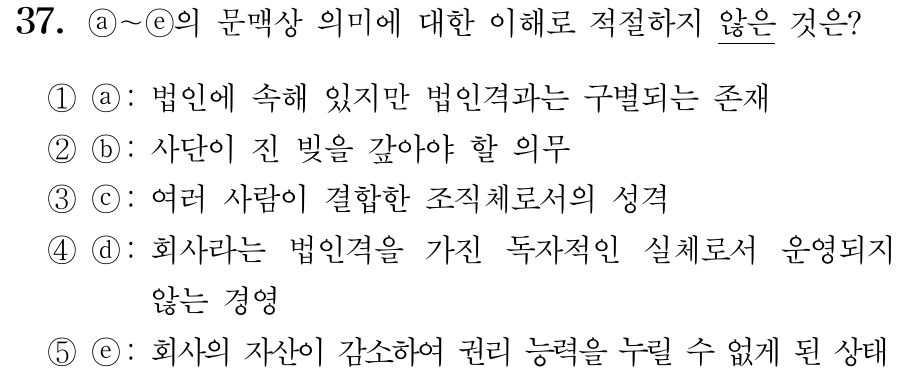 37. ⓐ~ⓔ의 문맥상 의미에 대한 이해로 적절하지 않은 것은?
① ⓐ: 법인에 속해 있지만 법인격과는 구별되는 존재
② ⓑ: 사단이 진 빚을 갚아야 할 의무
③ ⓒ: 여러 사람이 결합한 조직체로서의 성격
④ ⓓ: 회사라는 법인격을 가진 독자적인 실체로서 운영되지
않는 경영
⑤ ⓔ: 회사의 자산이 감소하여 권리 능력을 누릴 수 없게 된 상태